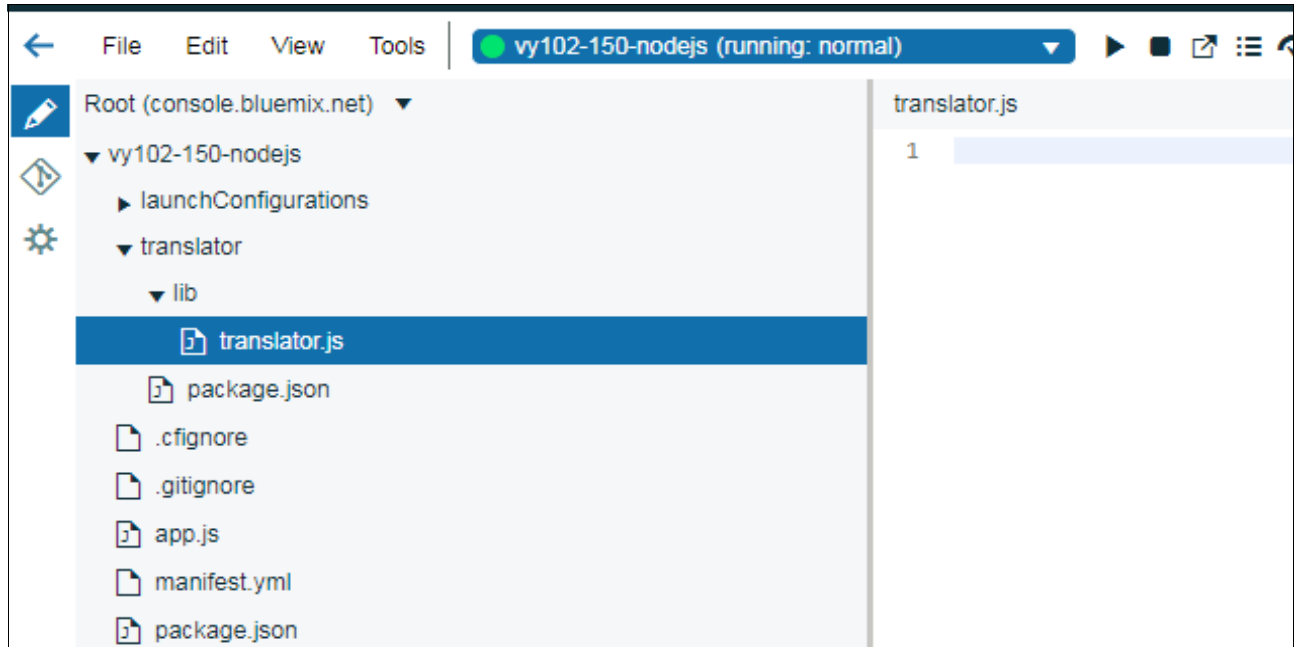 File Edit View Tools vy102-150-nodejs (running: normal)
Root (console.bluemix.net)
translator.js
vy102-150-nodejs
1
launchConfigurations
translator
lib
translator.js
package.json
.cfignore
.gitignore
app.js
manifest.yml
package.json